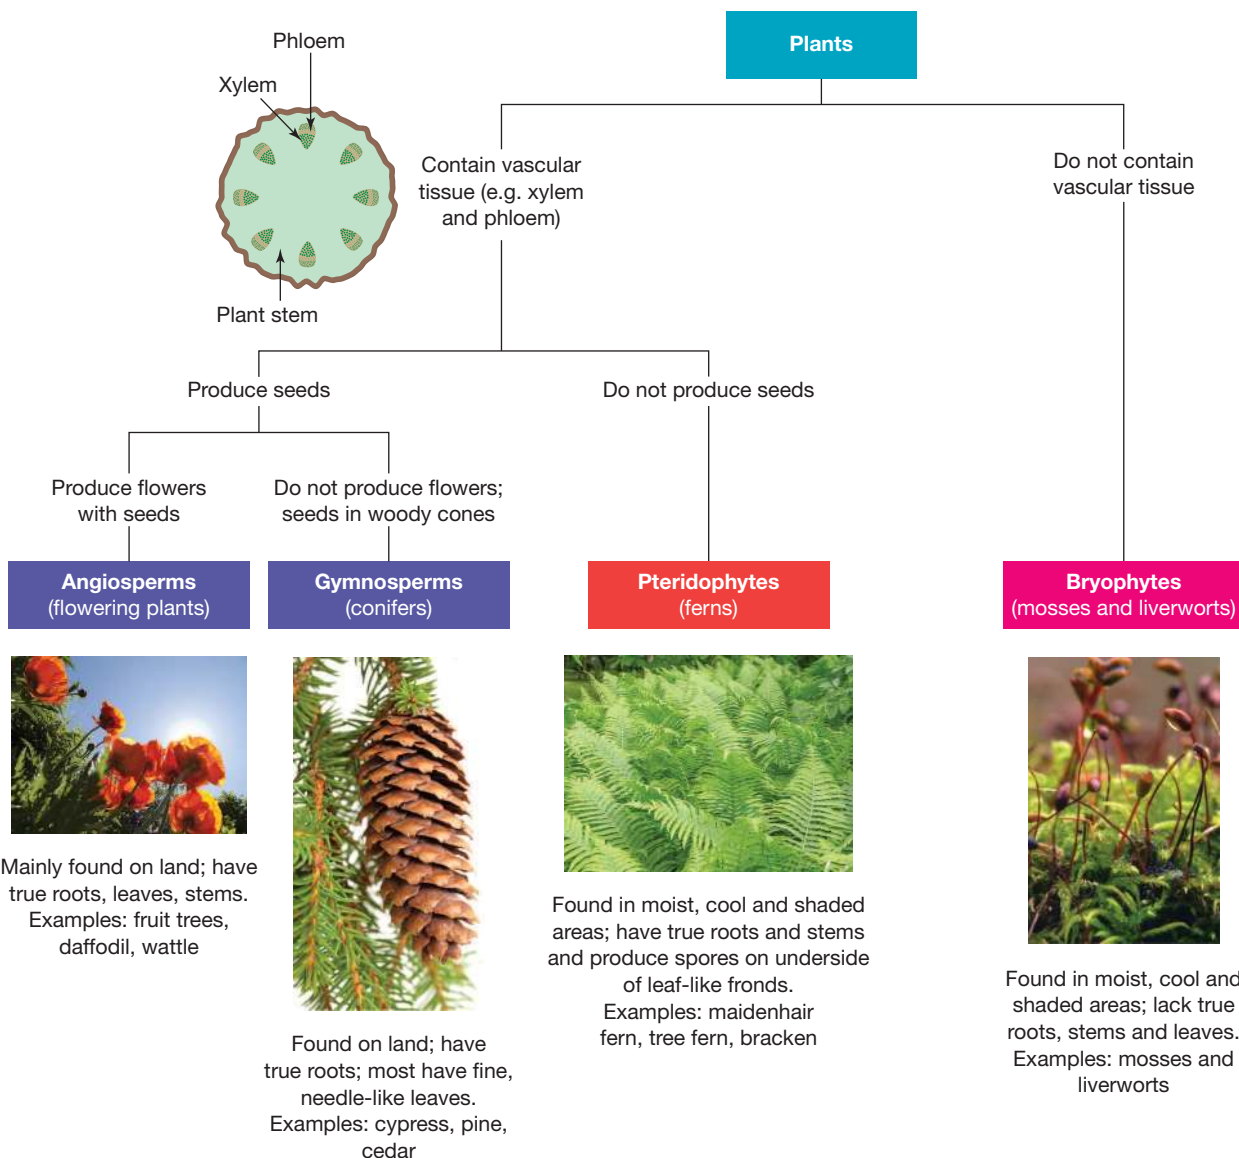 Phloem
Xylem
Plant stem
Plants
Contain vascular
tissue (e.g. xylem
and phloem)
Do not contain
vascular tissue
Produce seeds
Do not produce seeds
Produce flowers
with seeds
Do not produce flowers;
seeds in woody cones
Angiosperms
(flowering plants)
Gymnosperms
(conifers)
Pteridophytes
(ferns)
Bryophytes
(mosses and liverworts)
Mainly found on land; have
true roots, leaves, stems.
Examples: fruit trees,
daffodil, wattle
Found on land; have
true roots; most have fine,
needle-like leaves.
Examples: cypress, pine,
cedar
Found in moist, cool and shaded
areas; have true roots and stems
and produce spores on underside
of leaf-like fronds.
Examples: maidenhair
fern, tree fern, bracken
Found in moist, cool and
shaded areas; lack true
roots, stems and leaves.
Examples: mosses and
liverworts